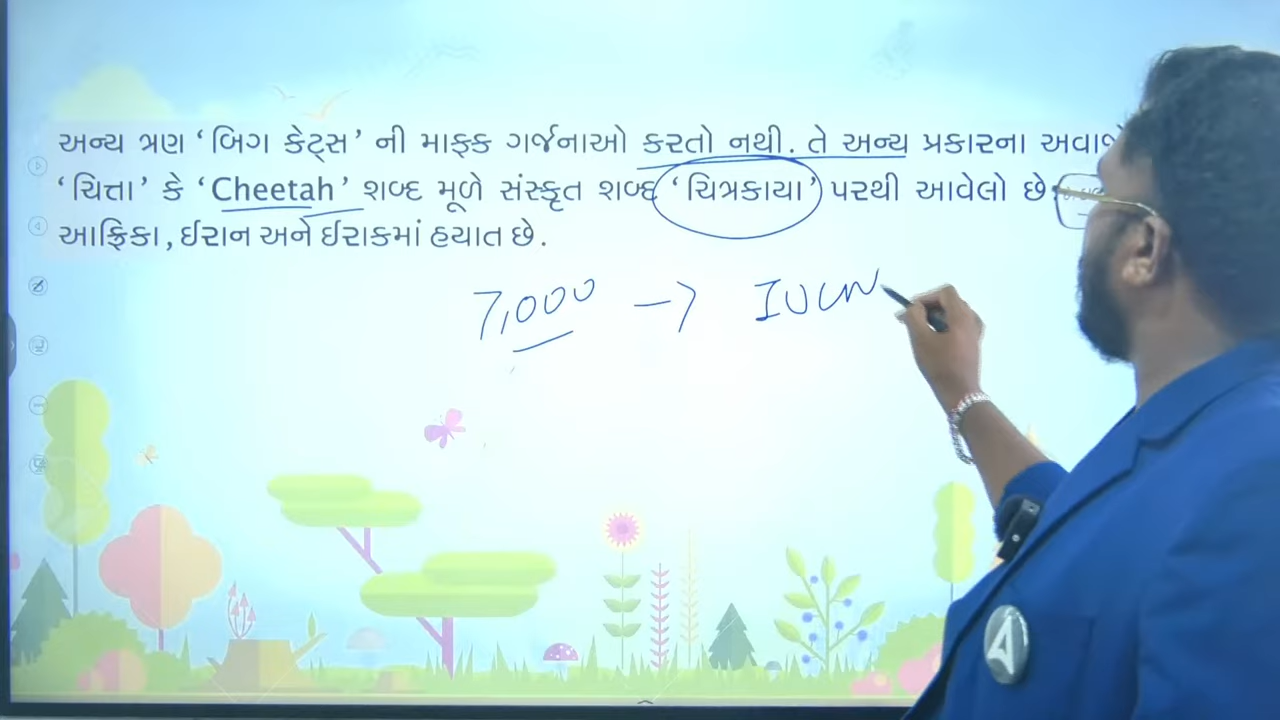 અન્ય ત્રણ ‘બિગ કેટ્સ’ ની માફક ગર્જનાઓ કરતો નથી. તે અન્ય પ્રકારના
‘ચિત્તા’ કે ‘Cheetah’ શબ્દ મૂળે સંસ્કૃત શબ્દ ‘ચિત્રકાયા’ પરથી આવેલો છે.
આફ્રિકા, ઈરાન અને ઈરાકમાં હયાત છે.
7,000 → IUCN